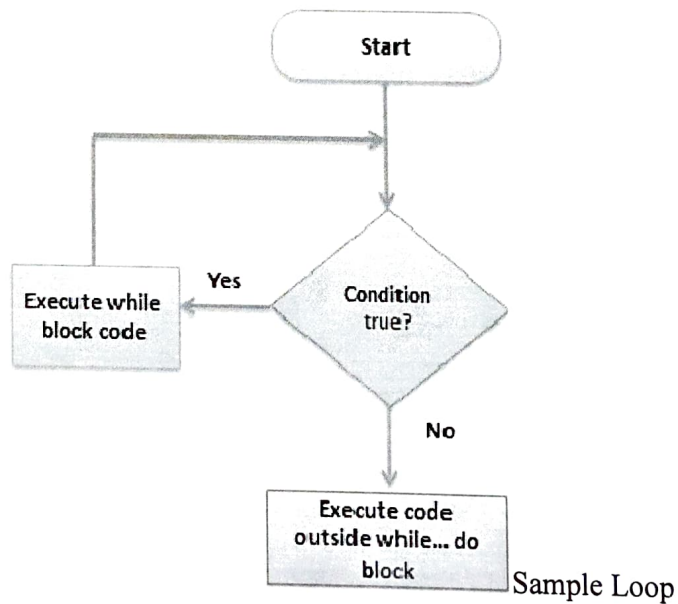 Start
Yes
Condition
true?
Execute while
block code
No
Execute code
outside while... do
block
Sample Loop